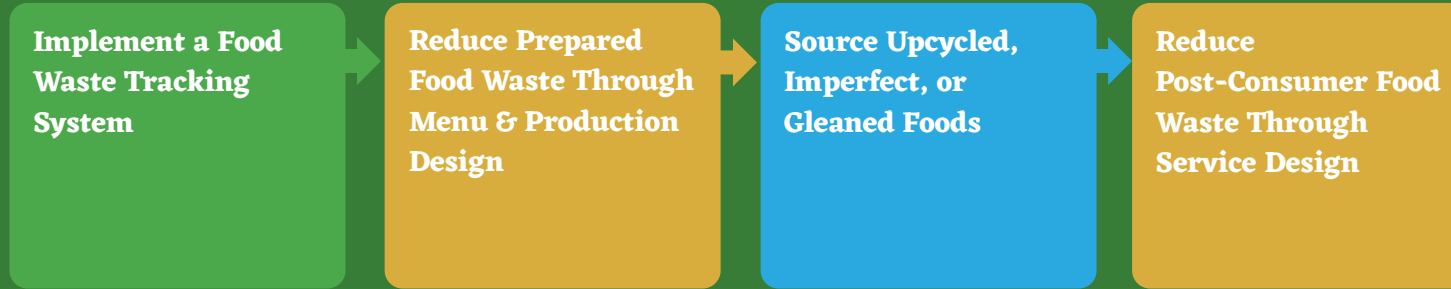 Implement a Food
Waste Tracking
System
Reduce Prepared
Food Waste Through
Menu & Production
Design
Source Upcycled,
Imperfect, or
Gleaned Foods
Reduce
Post-Consumer Food
Waste Through
Service Design